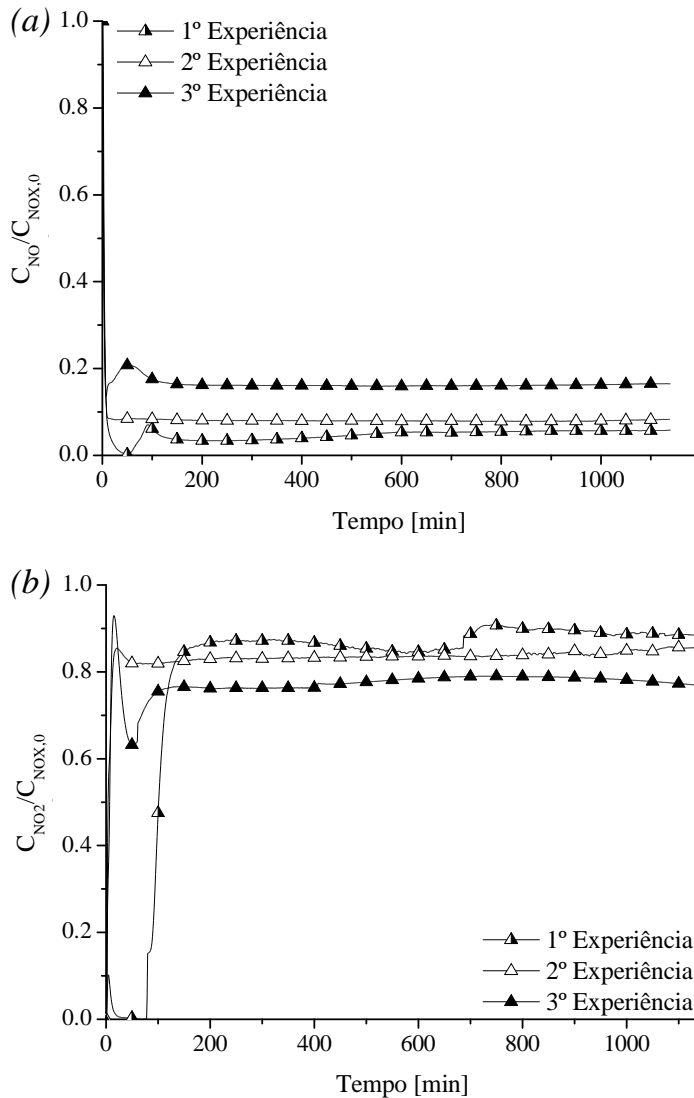 (a)
1º Experiência
2º Experiência
3º Experiência
1.0
0.8
0.6
0.4
0.2
0.0
C_NO/C_NOX,0
0 200 400 600 800 1000
Tempo [min]
(b)
1.0
0.8
0.6
0.4
0.2
0.0
C_NO2/C_NOX,0
1º Experiência
2º Experiência
3º Experiência
0 200 400 600 800 1000
Tempo [min]